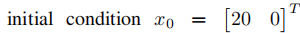 initial condition x₀ = [20 0]ᵀ